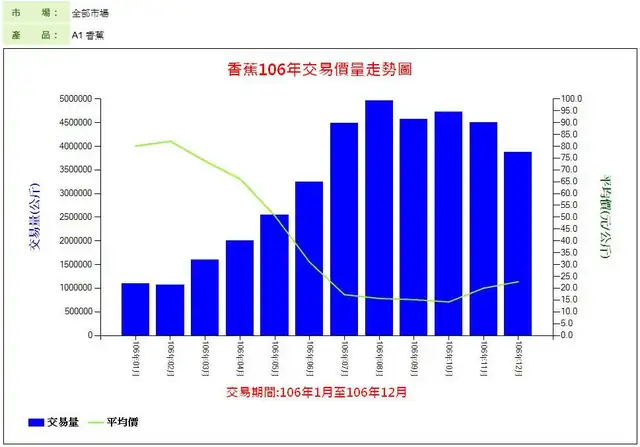 市 場： 全部市場
產 品： A1 香蕉
香蕉106年交易價量走勢圖
交易量(公斤)
5000000
4500000
4000000
3500000
3000000
2500000
2000000
1500000
1000000
500000
0
100.0
95.0
90.0
85.0
80.0
75.0
70.0
65.0
60.0
55.0
50.0
45.0
40.0
35.0
30.0
25.0
20.0
15.0
10.0
5.0
0.0
平均價(元/公斤)
106年01月
106年02月
106年03月
106年04月
106年05月
106年06月
106年07月
106年08月
106年09月
106年10月
106年11月
106年12月
交易期間:106年1月至106年12月
交易量 平均價